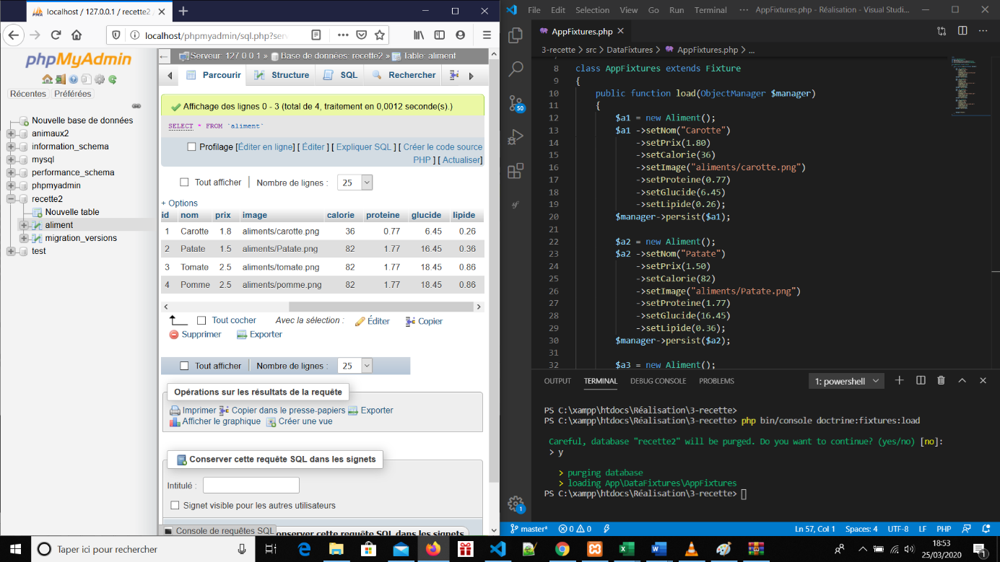 localhost / 127.0.0.1 / recette2
localhost/phpmyadmin/sql.php?serv
phpMyAdmin
Récentes Préférées
Nouvelle base de données
animaux2
information_schema
mysql
performance_schema
phpmyadmin
recette2
Nouvelle table
aliment
migration_versions
test
Serveur: 127.0.0.1 » Base de données: recette2 » Table: aliment
Parcourir Structure SQL Rechercher
Affichage des lignes 0 - 3 (total de 4, traitement en 0,0012 seconde(s).)
SELECT * FROM `aliment`
Profilage [Éditer en ligne] [ Éditer ] [ Expliquer SQL ] [ Créer le code source
PHP ] [ Actualiser]
Tout afficher Nombre de lignes : 25
+ Options
id nom prix image calorie proteine glucide lipide
1 Carotte 1.8 aliments/carotte.png 36 0.77 6.45 0.26
2 Patate 1.5 aliments/Patate.png 82 1.77 16.45 0.36
3 Tomate 2.5 aliments/tomate.png 82 1.77 18.45 0.86
4 Pomme 2.5 aliments/pomme.png 82 1.77 18.45 0.86
Tout cocher Avec la sélection : Éditer Copier
Supprimer Exporter
Tout afficher Nombre de lignes : 25
Opérations sur les résultats de la requête
Imprimer Copier dans le presse-papiers Exporter
Afficher le graphique Créer une vue
Conserver cette requête SQL dans les signets
Intitulé :
Signet visible pour les autres utilisateurs
Console de requêtes SQL
onserver cette requête SQL dans les signets
File Edit Selection View Go Run Terminal ··· AppFixtures.php - Réalisation - Visual Studi...
AppFixtures.php
3-recette > src > DataFixtures > AppFixtures.php > ...
50
1
7
8 class AppFixtures extends Fixture
9 {
10 public function load(ObjectManager $manager)
11 {
12 $a1 = new Aliment();
13 $a1 ->setNom("Carotte")
14 ->setPrix(1.80)
15 ->setCalorie(36)
16 ->setImage("aliments/carotte.png")
17 ->setProteine(0.77)
18 ->setGlucide(6.45)
19 ->setLipide(0.26);
20 $manager->persist($a1);
21
22 $a2 = new Aliment();
23 $a2 ->setNom("Patate")
24 ->setPrix(1.50)
25 ->setCalorie(82)
26 ->setImage("aliments/Patate.png")
27 ->setProteine(1.77)
28 ->setGlucide(16.45)
29 ->setLipide(0.36);
30 $manager->persist($a2);
31
32 $a3 = new Aliment();
OUTPUT TERMINAL DEBUG CONSOLE PROBLEMS 1: powershell
PS C:\xampp\htdocs\Réalisation\3-recette>
PS C:\xampp\htdocs\Réalisation\3-recette> php bin/console doctrine:fixtures:load
Careful, database "recette2" will be purged. Do you want to continue? (yes/no) [no]:
> y
> purging database
> loading App\DataFixtures\AppFixtures
PS C:\xampp\htdocs\Réalisation\3-recette>
master* 0 0 Ln 57, Col 1 Spaces: 4 UTF-8 LF PHP
Taper ici pour rechercher
18:53
25/03/2020
1